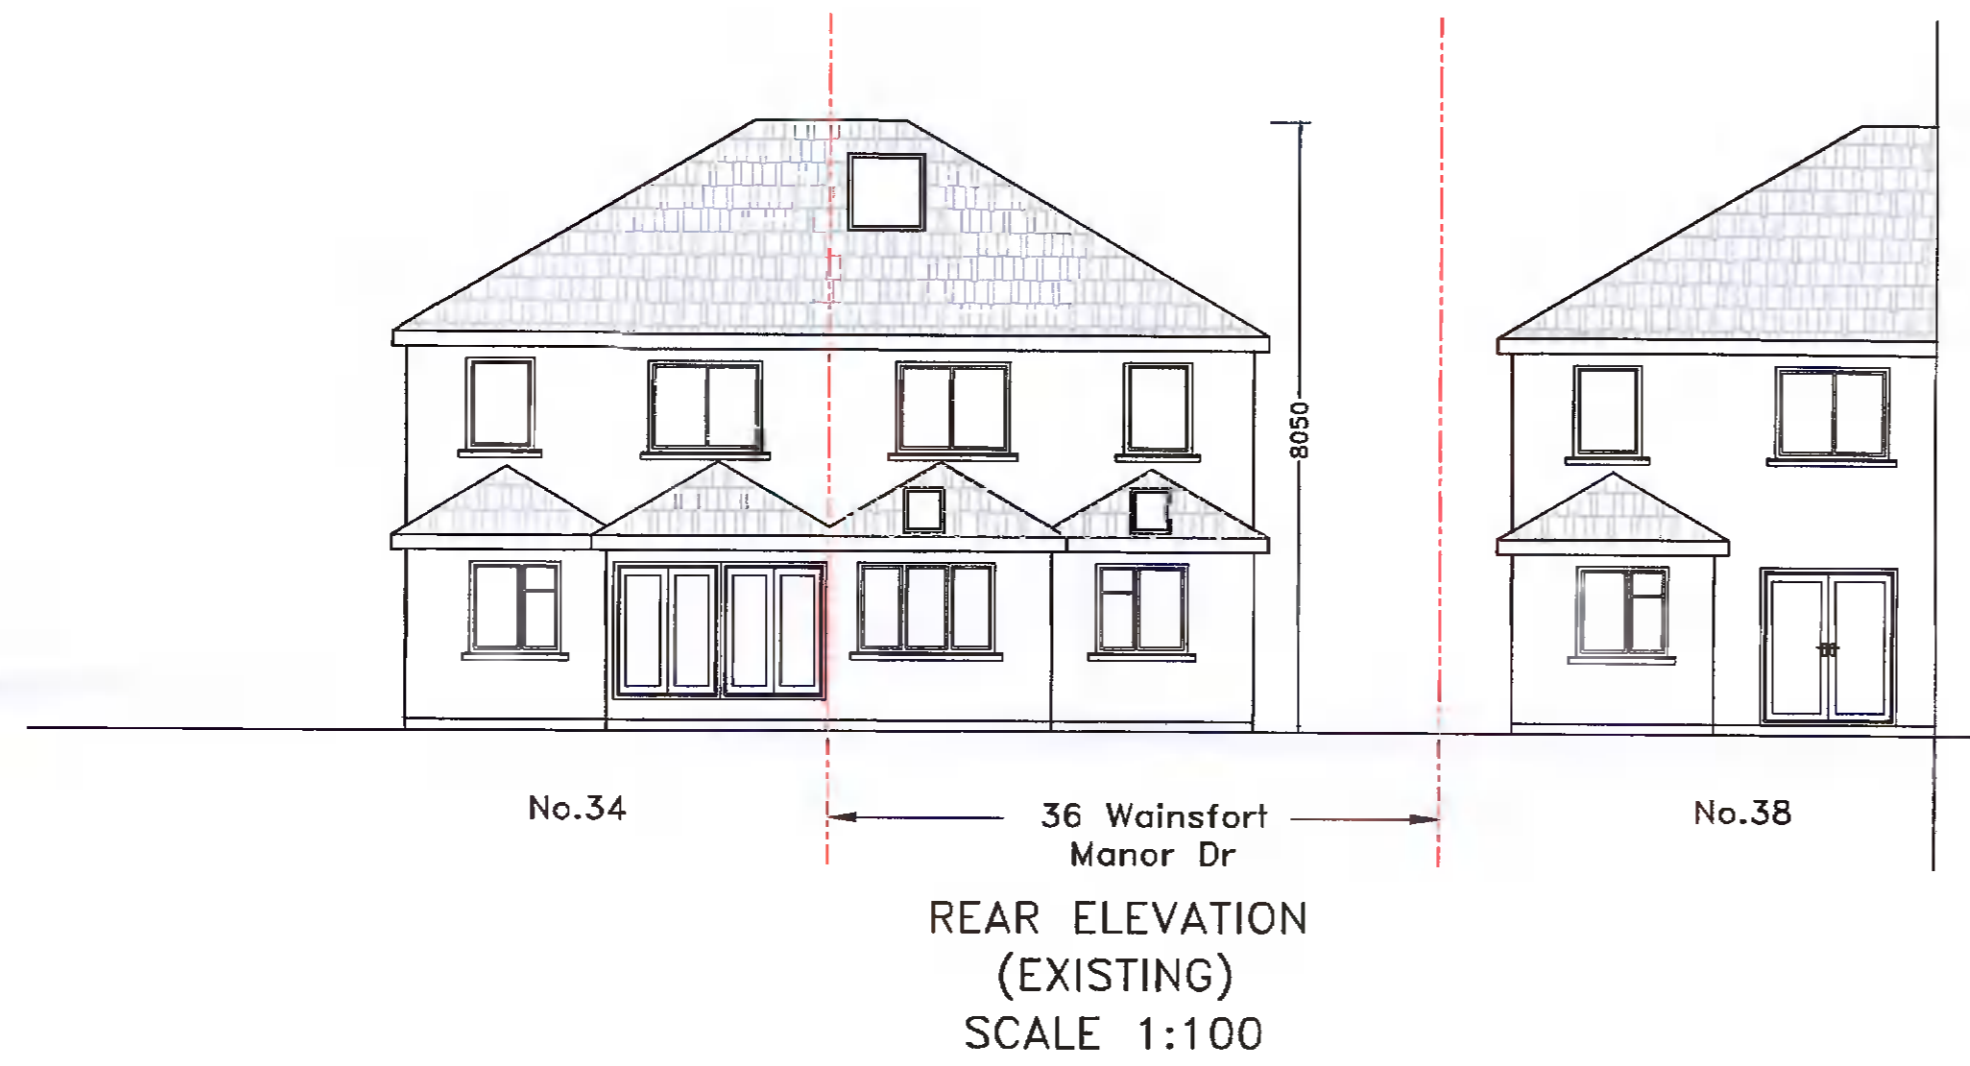 8050
No.34
36 Wainsfort
Manor Dr
No.38
REAR ELEVATION
(EXISTING)
SCALE 1:100